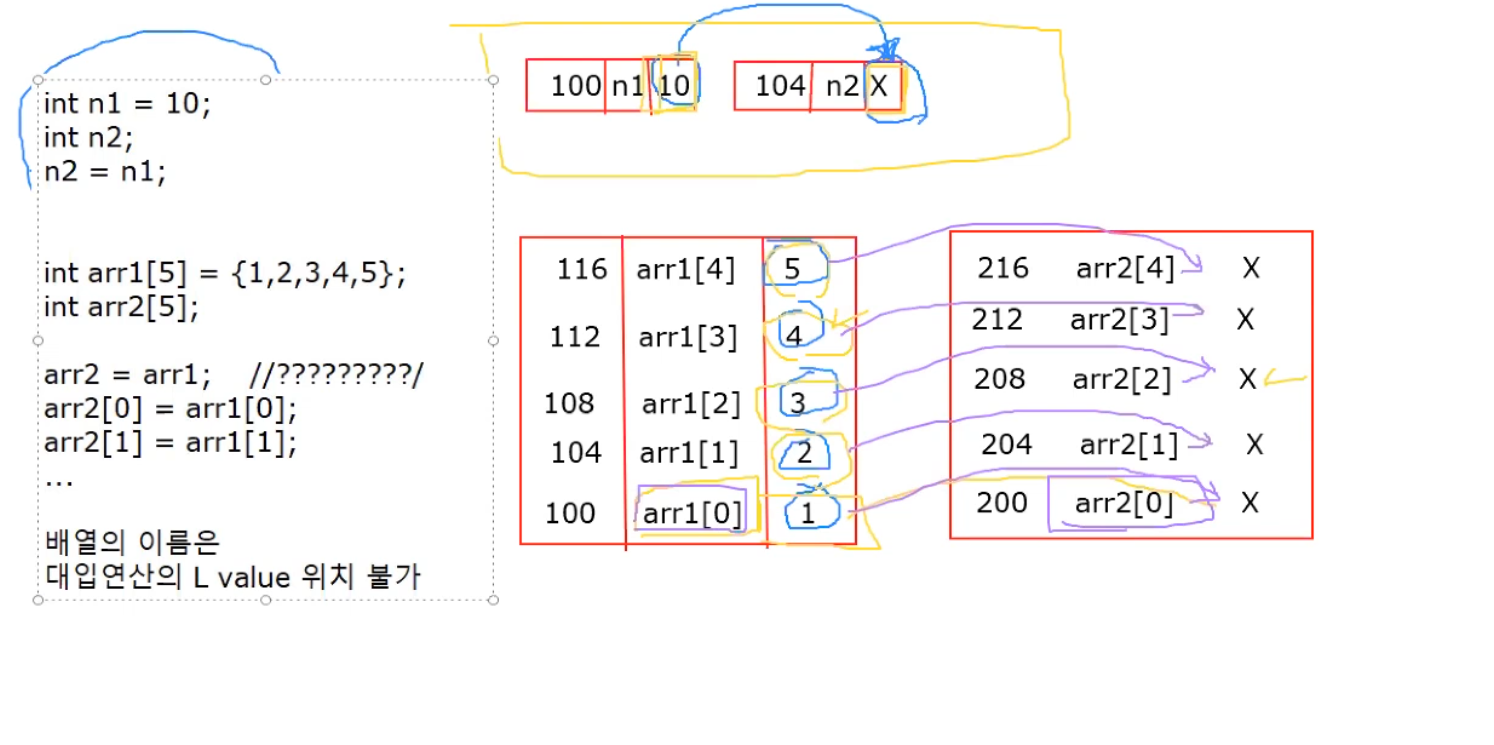 int n1 = 10;
int n2;
n2 = n1;
int arr1[5] = {1,2,3,4,5};
int arr2[5];
arr2 = arr1; //?????????/
arr2[0] = arr1[0];
arr2[1] = arr1[1];
...
배열의 이름은
대입연산의 L value 위치 불가
100 n1 10
104 n2 X
116 arr1[4] 5
112 arr1[3] 4
108 arr1[2] 3
104 arr1[1] 2
100 arr1[0] 1
216 arr2[4] X
212 arr2[3] X
208 arr2[2] X
204 arr2[1] X
200 arr2[0] X